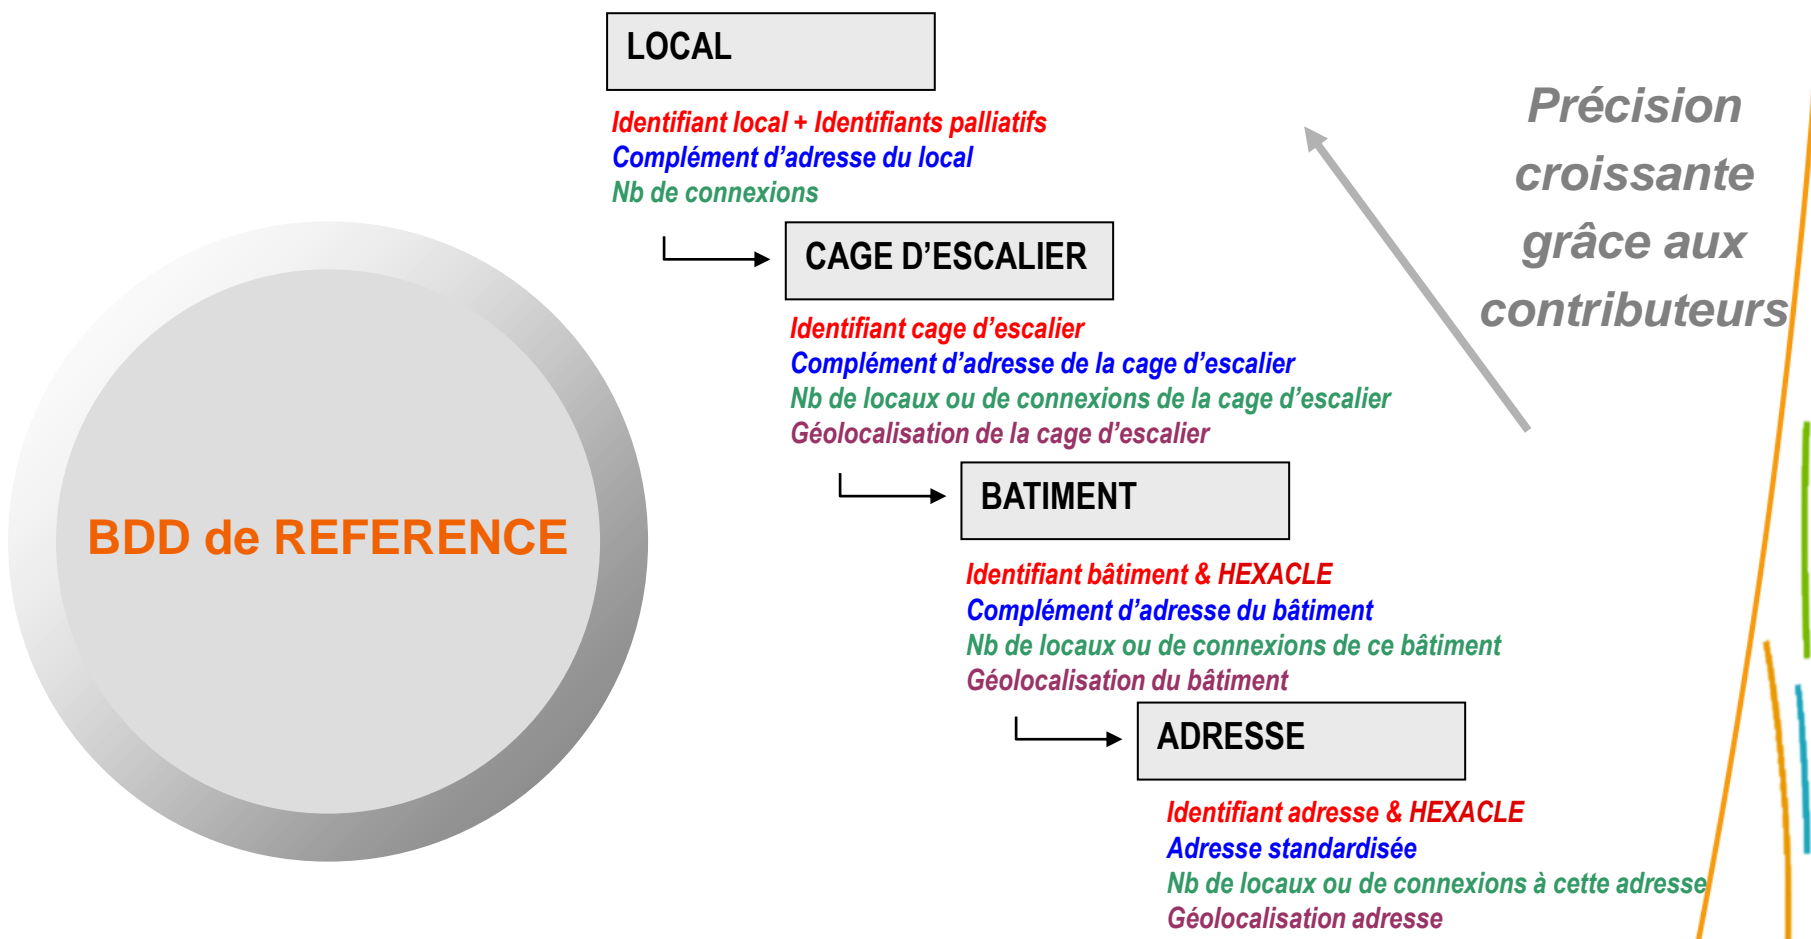 LOCAL
Identifiant local + Identifiants palliatifs
Complément d’adresse du local
Nb de connexions
CAGE D’ESCALIER
Identifiant cage d’escalier
Complément d’adresse de la cage d’escalier
Nb de locaux ou de connexions de la cage d’escalier
Géolocalisation de la cage d’escalier
BATIMENT
Identifiant bâtiment & HEXACLE
Complément d’adresse du bâtiment
Nb de locaux ou de connexions de ce bâtiment
Géolocalisation du bâtiment
ADRESSE
Identifiant adresse & HEXACLE
Adresse standardisée
Nb de locaux ou de connexions à cette adresse
Géolocalisation adresse
BDD de REFERENCE
Précision
croissante
grâce aux
contributeurs